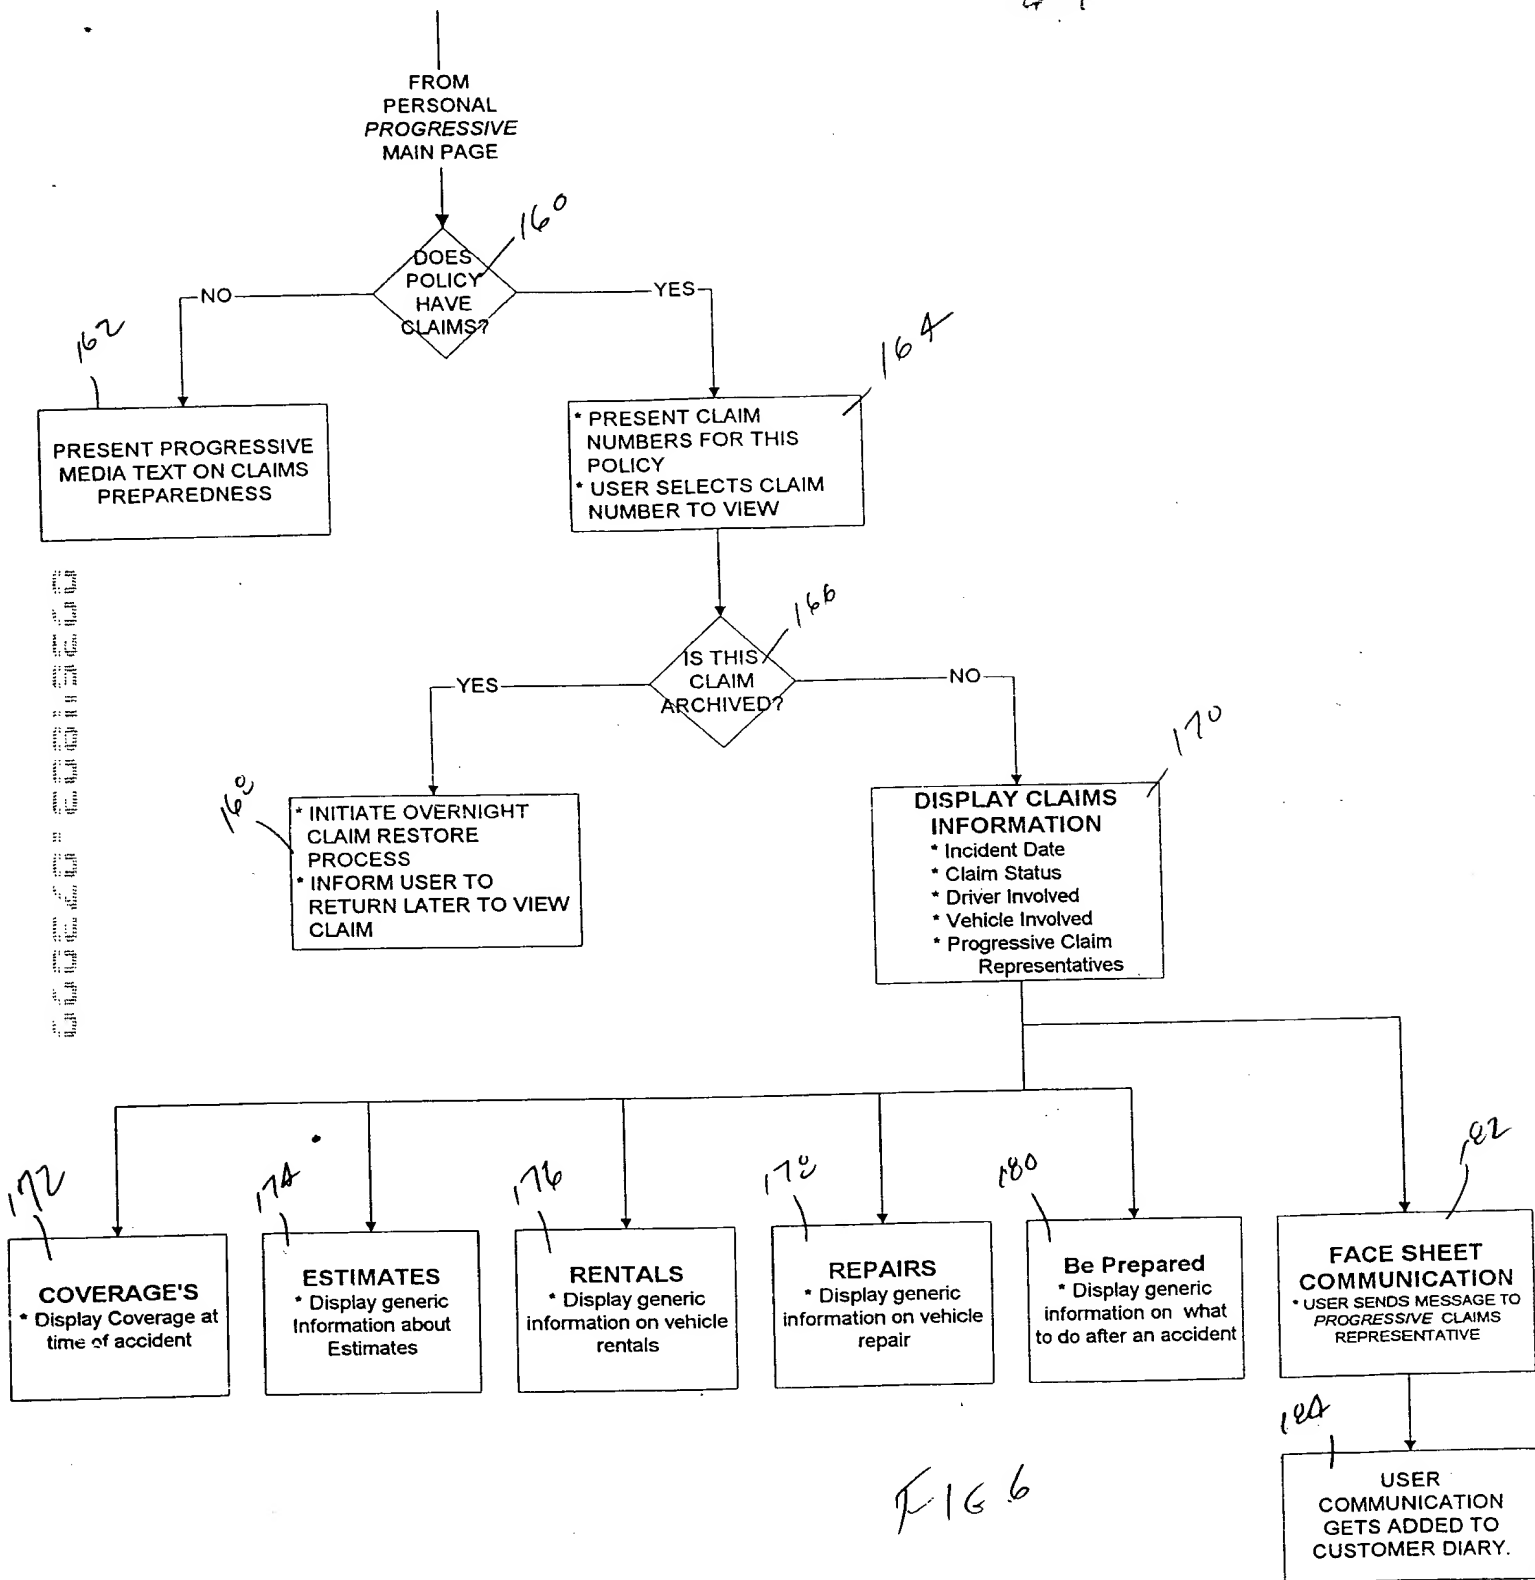 FROM
PERSONAL
PROGRESSIVE
MAIN PAGE
160
DOES
POLICY
HAVE
CLAIMS?
NO
YES
162
164
PRESENT PROGRESSIVE
MEDIA TEXT ON CLAIMS
PREPAREDNESS
* PRESENT CLAIM
NUMBERS FOR THIS
POLICY
* USER SELECTS CLAIM
NUMBER TO VIEW
166
IS THIS
CLAIM
ARCHIVED?
YES
NO
168
170
* INITIATE OVERNIGHT
CLAIM RESTORE
PROCESS
* INFORM USER TO
RETURN LATER TO VIEW
CLAIM
DISPLAY CLAIMS
INFORMATION
* Incident Date
* Claim Status
* Driver Involved
* Vehicle Involved
* Progressive Claim
Representatives
172
174
176
178
180
182
COVERAGE'S
* Display Coverage at
time of accident
ESTIMATES
* Display generic
Information about
Estimates
RENTALS
* Display generic
information on vehicle
rentals
REPAIRS
* Display generic
information on vehicle
repair
Be Prepared
* Display generic
information on what
to do after an accident
FACE SHEET
COMMUNICATION
* USER SENDS MESSAGE TO
PROGRESSIVE CLAIMS
REPRESENTATIVE
184
USER
COMMUNICATION
GETS ADDED TO
CUSTOMER DIARY.
FIG 6